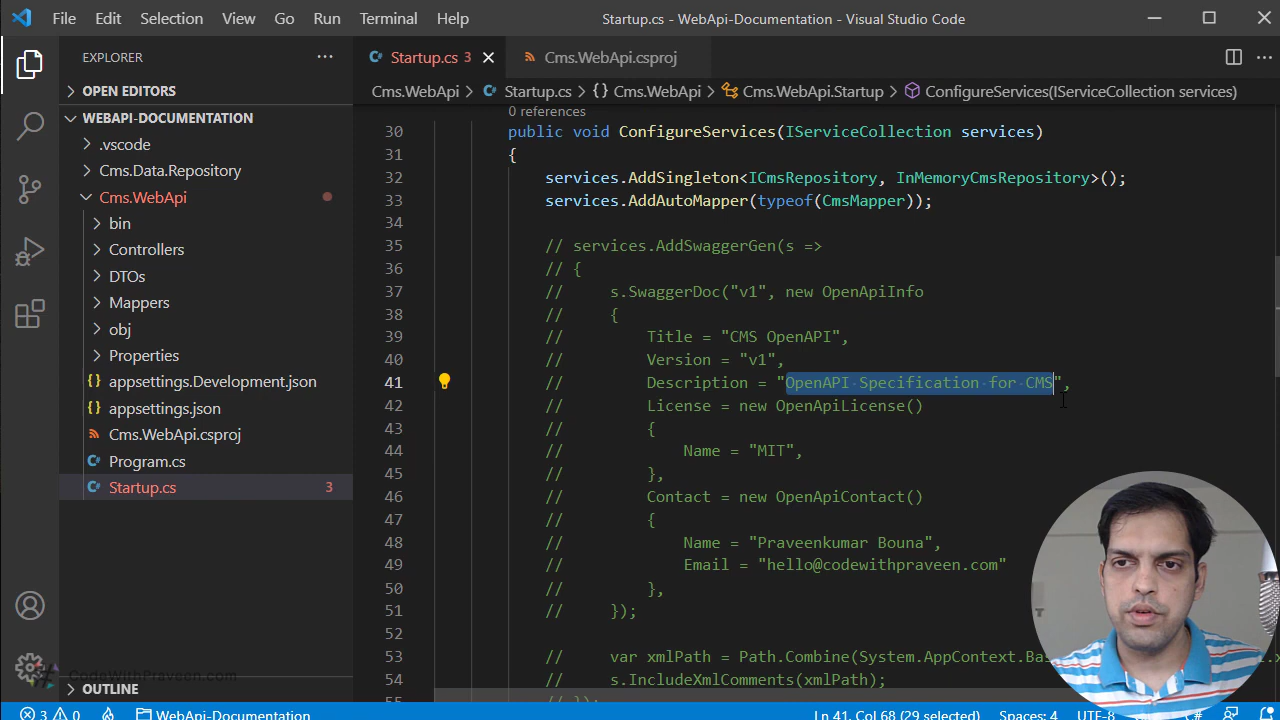 File Edit Selection View Go Run Terminal Help
Startup.cs - WebApi-Documentation - Visual Studio Code
EXPLORER
OPEN EDITORS
WEBAPI-DOCUMENTATION
.vscode
Cms.Data.Repository
Cms.WebApi
bin
Controllers
DTOs
Mappers
obj
Properties
appsettings.Development.json
appsettings.json
Cms.WebApi.csproj
Program.cs
Startup.cs 3
OUTLINE
CodeWithPraveen.com
Startup.cs 3
Cms.WebApi.csproj
Cms.WebApi > Startup.cs > {} Cms.WebApi > Cms.WebApi.Startup > ConfigureServices(IServiceCollection services)
0 references
30 public void ConfigureServices(IServiceCollection services)
31 {
32 services.AddSingleton<ICmsRepository, InMemoryCmsRepository>();
33 services.AddAutoMapper(typeof(CmsMapper));
34
35 // services.AddSwaggerGen(s =>
36 // {
37 // s.SwaggerDoc("v1", new OpenApiInfo
38 // {
39 // Title = "CMS OpenAPI",
40 // Version = "v1",
41 // Description = "OpenAPI Specification for CMS",
42 // License = new OpenApiLicense()
43 // {
44 // Name = "MIT",
45 // },
46 // Contact = new OpenApiContact()
47 // {
48 // Name = "Praveenkumar Bouna",
49 // Email = "hello@codewithpraveen.com"
50 // },
51 // });
52
53 // var xmlPath = Path.Combine(System.AppContext.Bas
54 // s.IncludeXmlComments(xmlPath);
55 // });
3 0 WebApi-Documentation Ln 41, Col 68 (29 selected) Spaces: 4 UTF-8